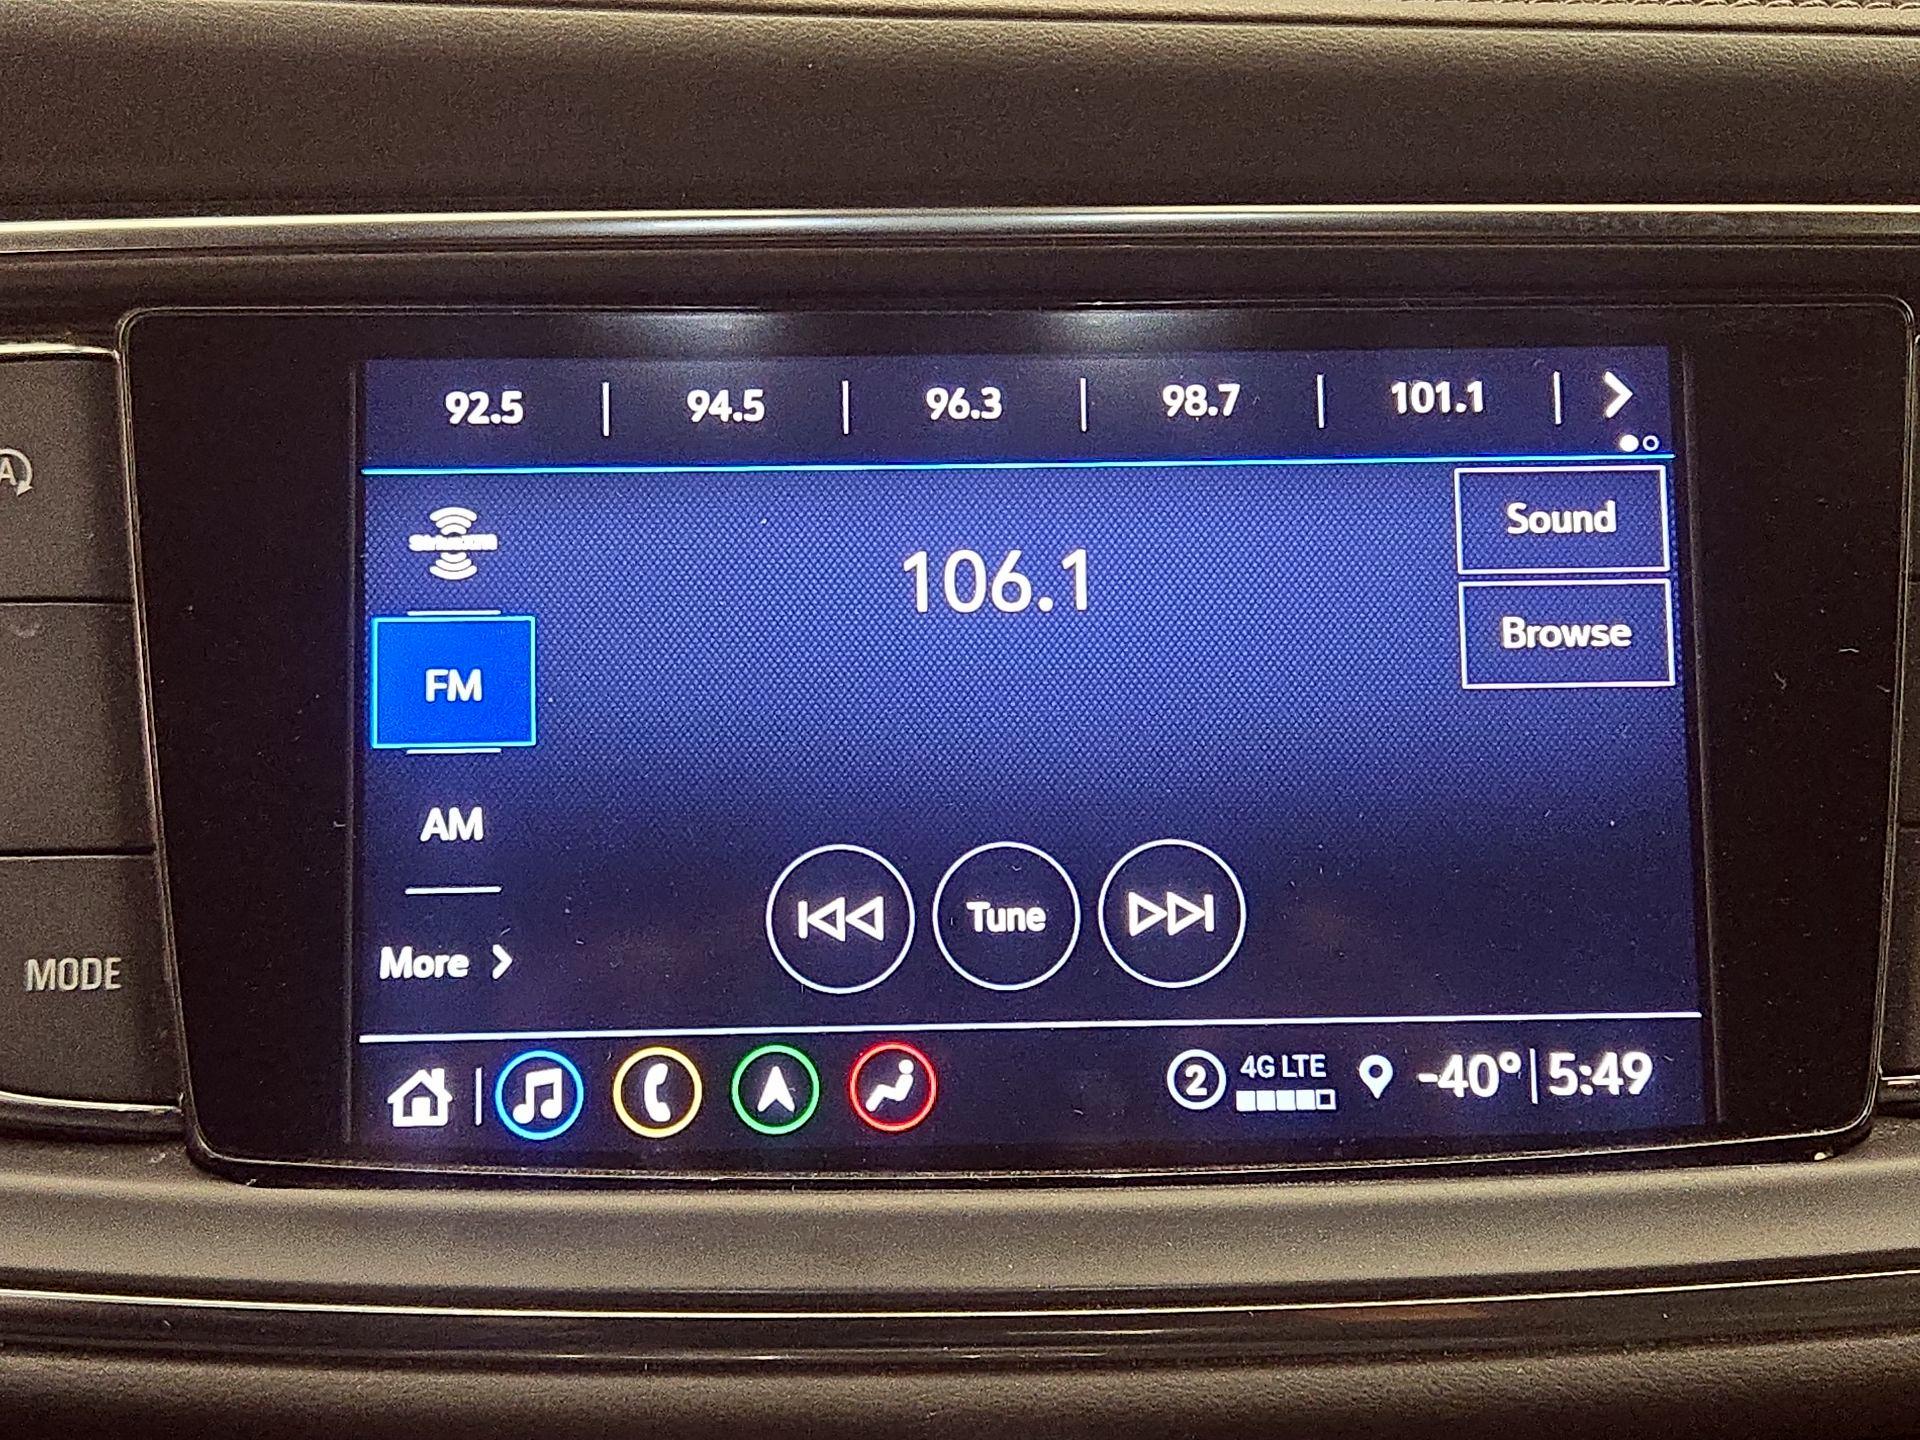 92.5 | 94.5 | 96.3 | 98.7 | 101.1 |
A
Sound
106.1
Browse
FM
AM
Tune
More
MODE
2 4G LTE -40° | 5:49